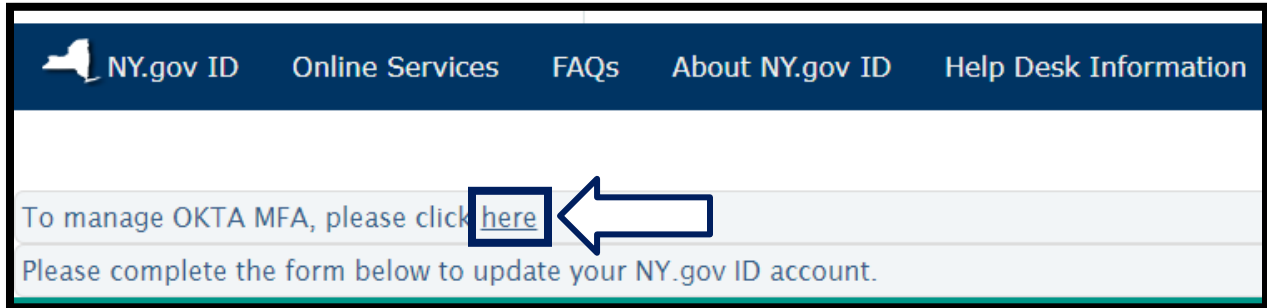 NY.gov ID Online Services FAQs About NY.gov ID Help Desk Information
To manage OKTA MFA, please click here
Please complete the form below to update your NY.gov ID account.